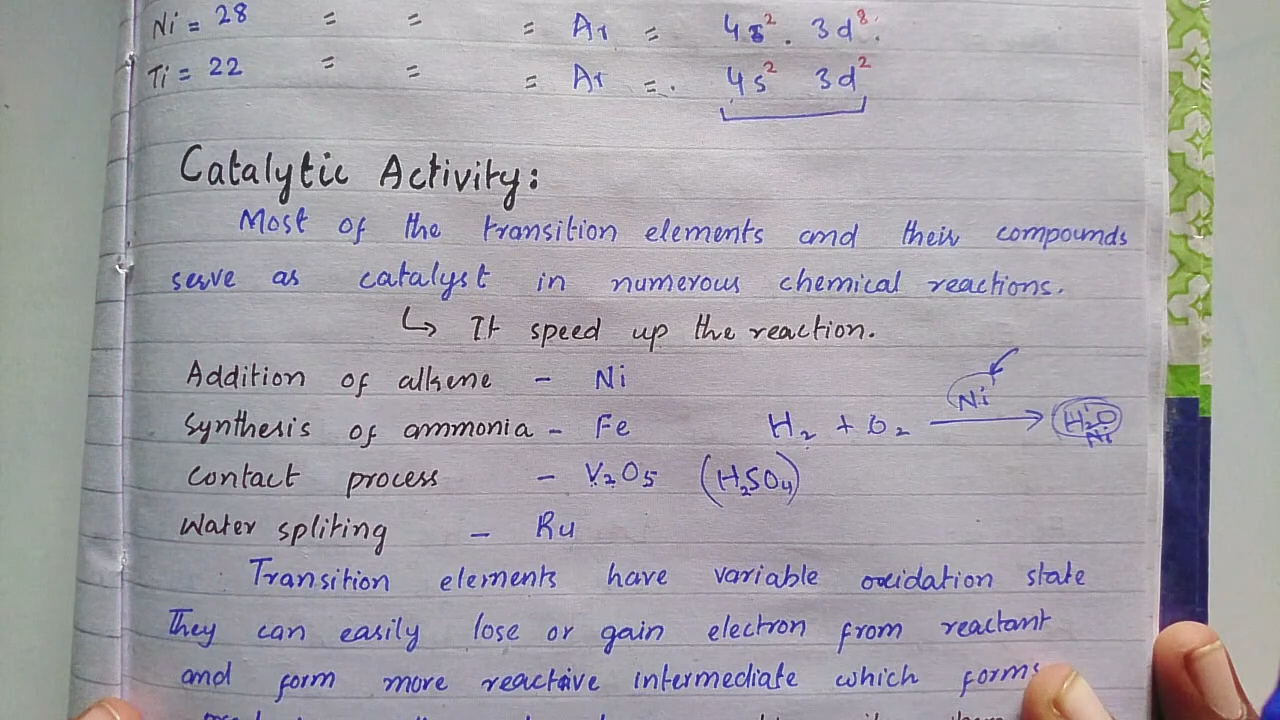 Ni = 28 = = = Ar = 4s². 3d⁸.
Ti = 22 = = = Ar = . 4s² 3d²
Catalytic Activity:
Most of the transition elements and their compounds
serve as catalyst in numerous chemical reactions.
↳ It speed up the reaction.
Addition of alkene - Ni
Synthesis of ammonia - Fe H₂ + O₂ —Ni→ H₂O Ni
Contact process - V₂O₅ (H₂SO₄)
Water spliting - Ru
Transition elements have variable oxidation state
They can easily lose or gain electron from reactant
and form more reactive intermediate which forms